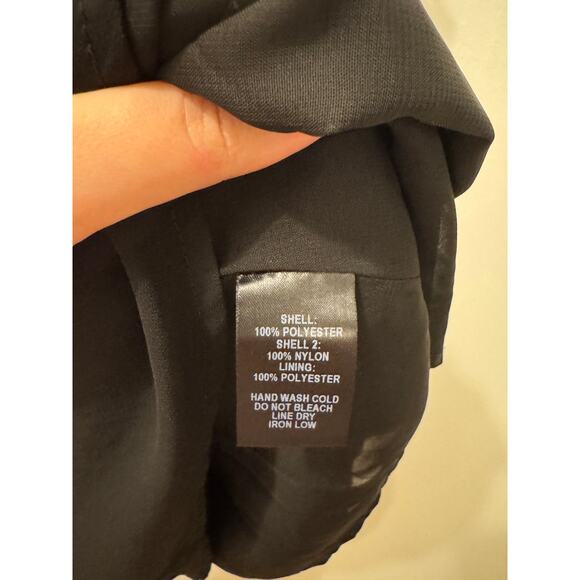 SHELL:
100% POLYESTER
SHELL 2:
100% NYLON
LINING:
100% POLYESTER
HAND WASH COLD
DO NOT BLEACH
LINE DRY
IRON LOW